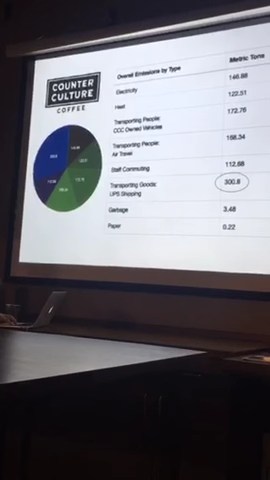 COUNTER
CULTURE
COFFEE
Overall Emissions by Type Metric Tons
Electricity 146.88
Heat 122.51
Transporting People: 172.76
CCC Owned Vehicles
Transporting People: 158.34
Air Travel
Staff Commuting 112.68
Transporting Goods: 300.8
UPS Shipping
Garbage 3.48
Paper 0.22